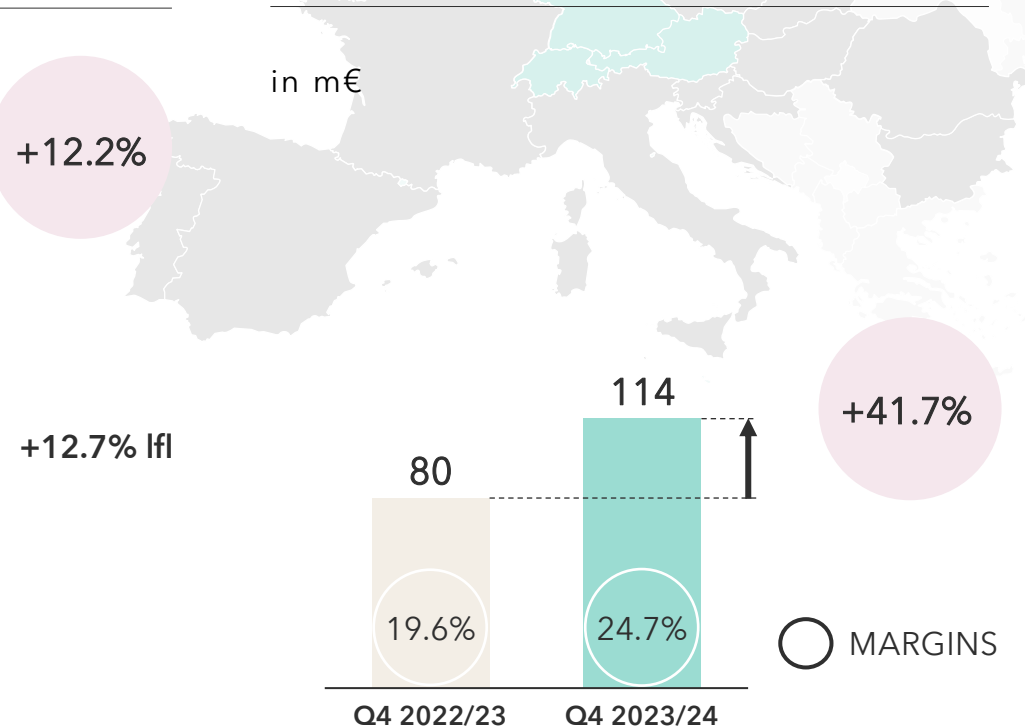 in m€
+12.2%
114
+41.7%
+12.7% lfl
80
19.6%
24.7%
MARGINS
Q4 2022/23
Q4 2023/24